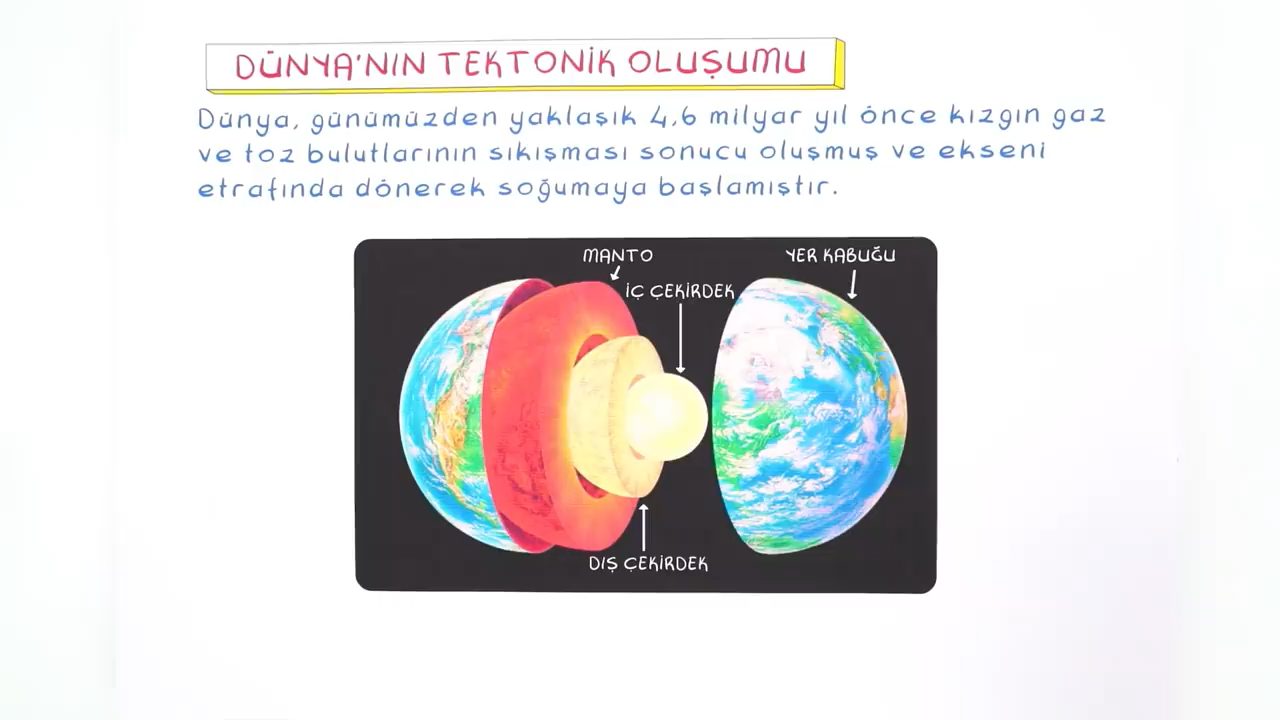 DÜNYA'NIN TEKTONİK OLUŞUMU
Dünya, günümüzden yaklaşık 4,6 milyar yıl önce kızgın gaz
ve toz bulutlarının sıkışması sonucu oluşmuş ve ekseni
etrafında dönerek soğumaya başlamıştır.
MANTO
YER KABUĞU
İÇ ÇEKİRDEK
DIŞ ÇEKİRDEK